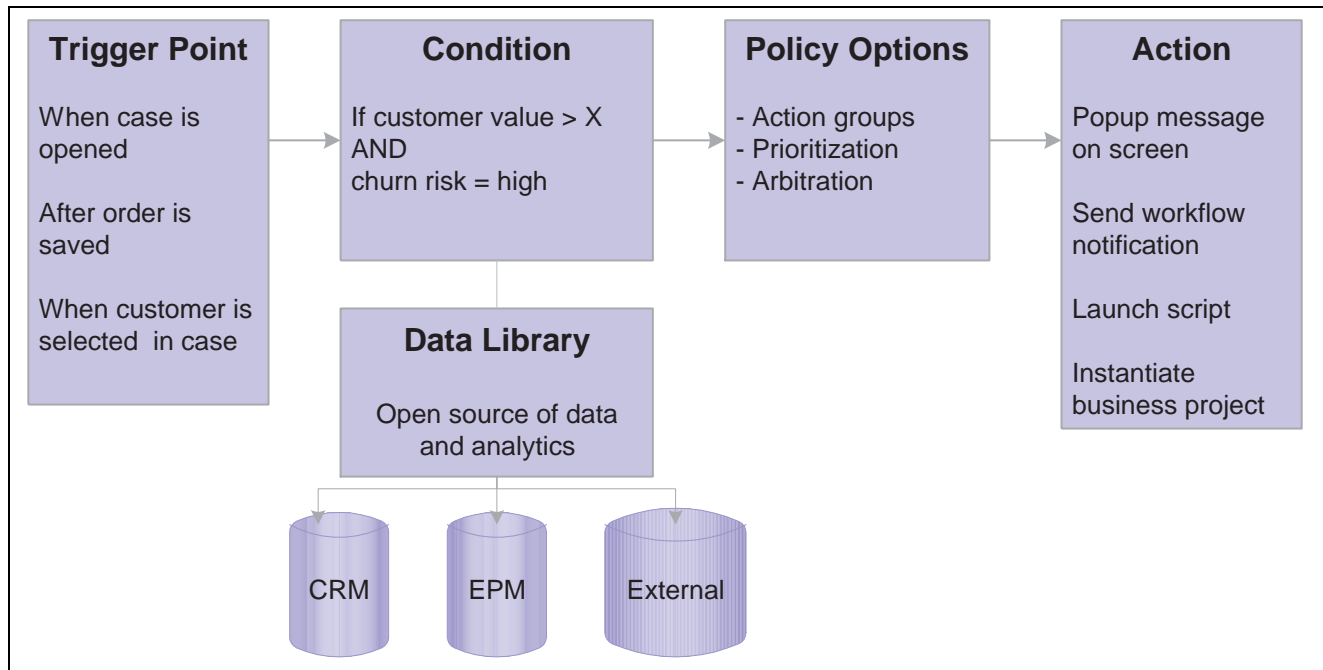 Trigger Point
When case is
opened
After order is
saved
When customer is
selected in case
Condition
If customer value > X
AND
churn risk = high
Policy Options
- Action groups
- Prioritization
- Arbitration
Action
Popup message
on screen
Send workflow
notification
Launch script
Instantiate
business project
Data Library
Open source of data
and analytics
CRM
EPM
External